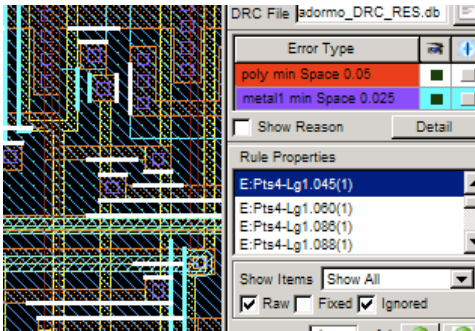 DRC File adormo_DRC_RES.db
Error Type
poly min Space 0.05
metal1 min Space 0.025
Show Reason Detail
Rule Properties
E:Pts4-Lg1.045(1)
E:Pts4-Lg1.060(1)
E:Pts4-Lg1.086(1)
E:Pts4-Lg1.088(1)
Show Items Show All
Raw Fixed Ignored